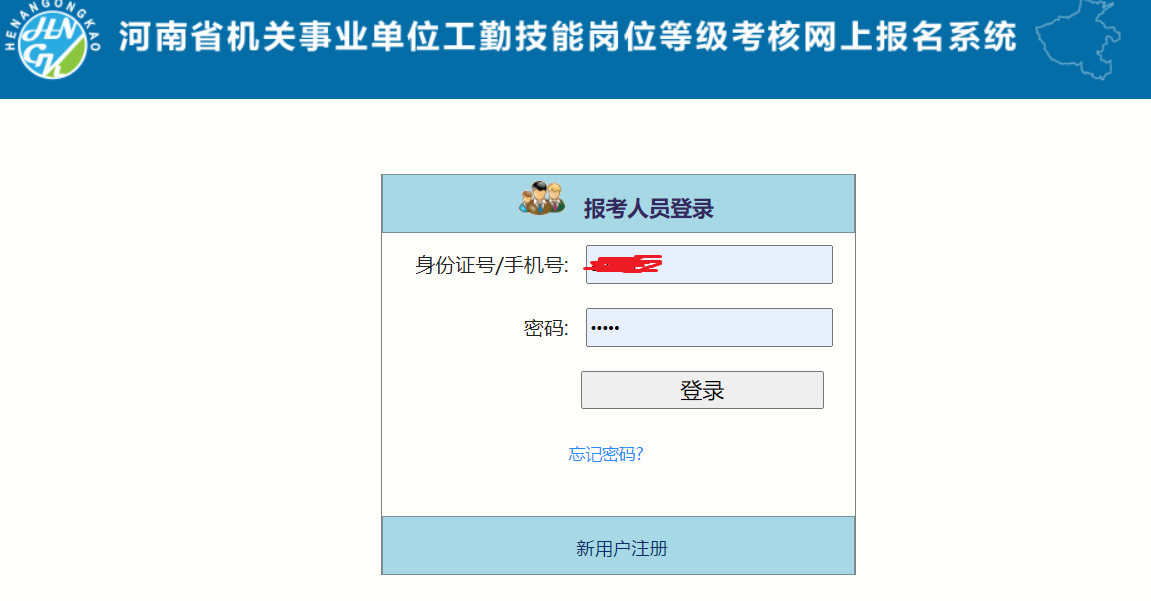 HENANGONGKAO
HN
GK
河南省机关事业单位工勤技能岗位等级考核网上报名系统
报考人员登录
身份证号/手机号:
密码: •••••
登录
忘记密码?
新用户注册